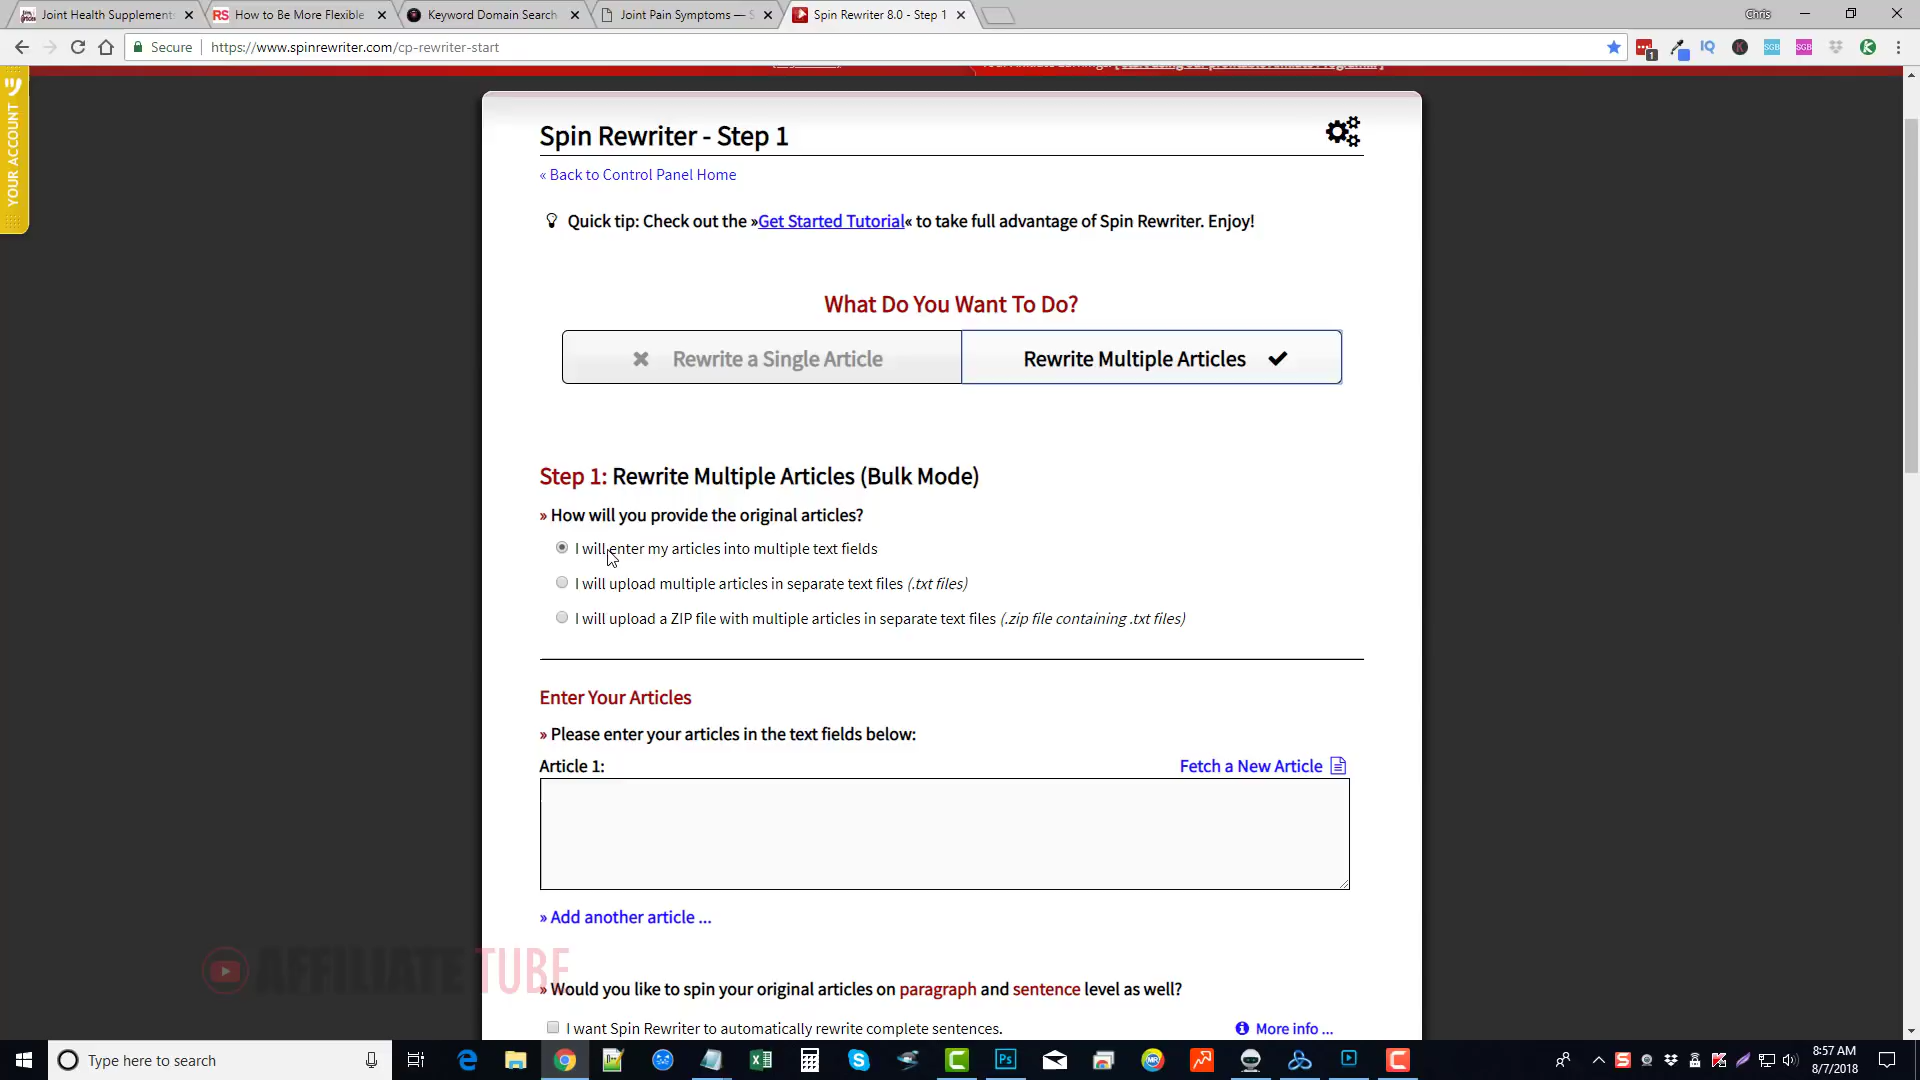 Joint Health Supplement
How to Be More Flexible
Keyword Domain Search
Joint Pain Symptoms — S
Spin Rewriter 8.0 - Step 1
Chris
Secure
https://www.spinrewriter.com/cp-rewriter-start
YOUR ACCOUNT
Spin Rewriter - Step 1
« Back to Control Panel Home
Quick tip: Check out the »Get Started Tutorial« to take full advantage of Spin Rewriter. Enjoy!
What Do You Want To Do?
Rewrite a Single Article
Rewrite Multiple Articles
Step 1: Rewrite Multiple Articles (Bulk Mode)
» How will you provide the original articles?
I will enter my articles into multiple text fields
I will upload multiple articles in separate text files (.txt files)
I will upload a ZIP file with multiple articles in separate text files (.zip file containing .txt files)
Enter Your Articles
» Please enter your articles in the text fields below:
Article 1:
Fetch a New Article
» Add another article ...
AFFILIATE TUBE
» Would you like to spin your original articles on paragraph and sentence level as well?
I want Spin Rewriter to automatically rewrite complete sentences.
More info ...
Type here to search
8:57 AM
8/7/2018